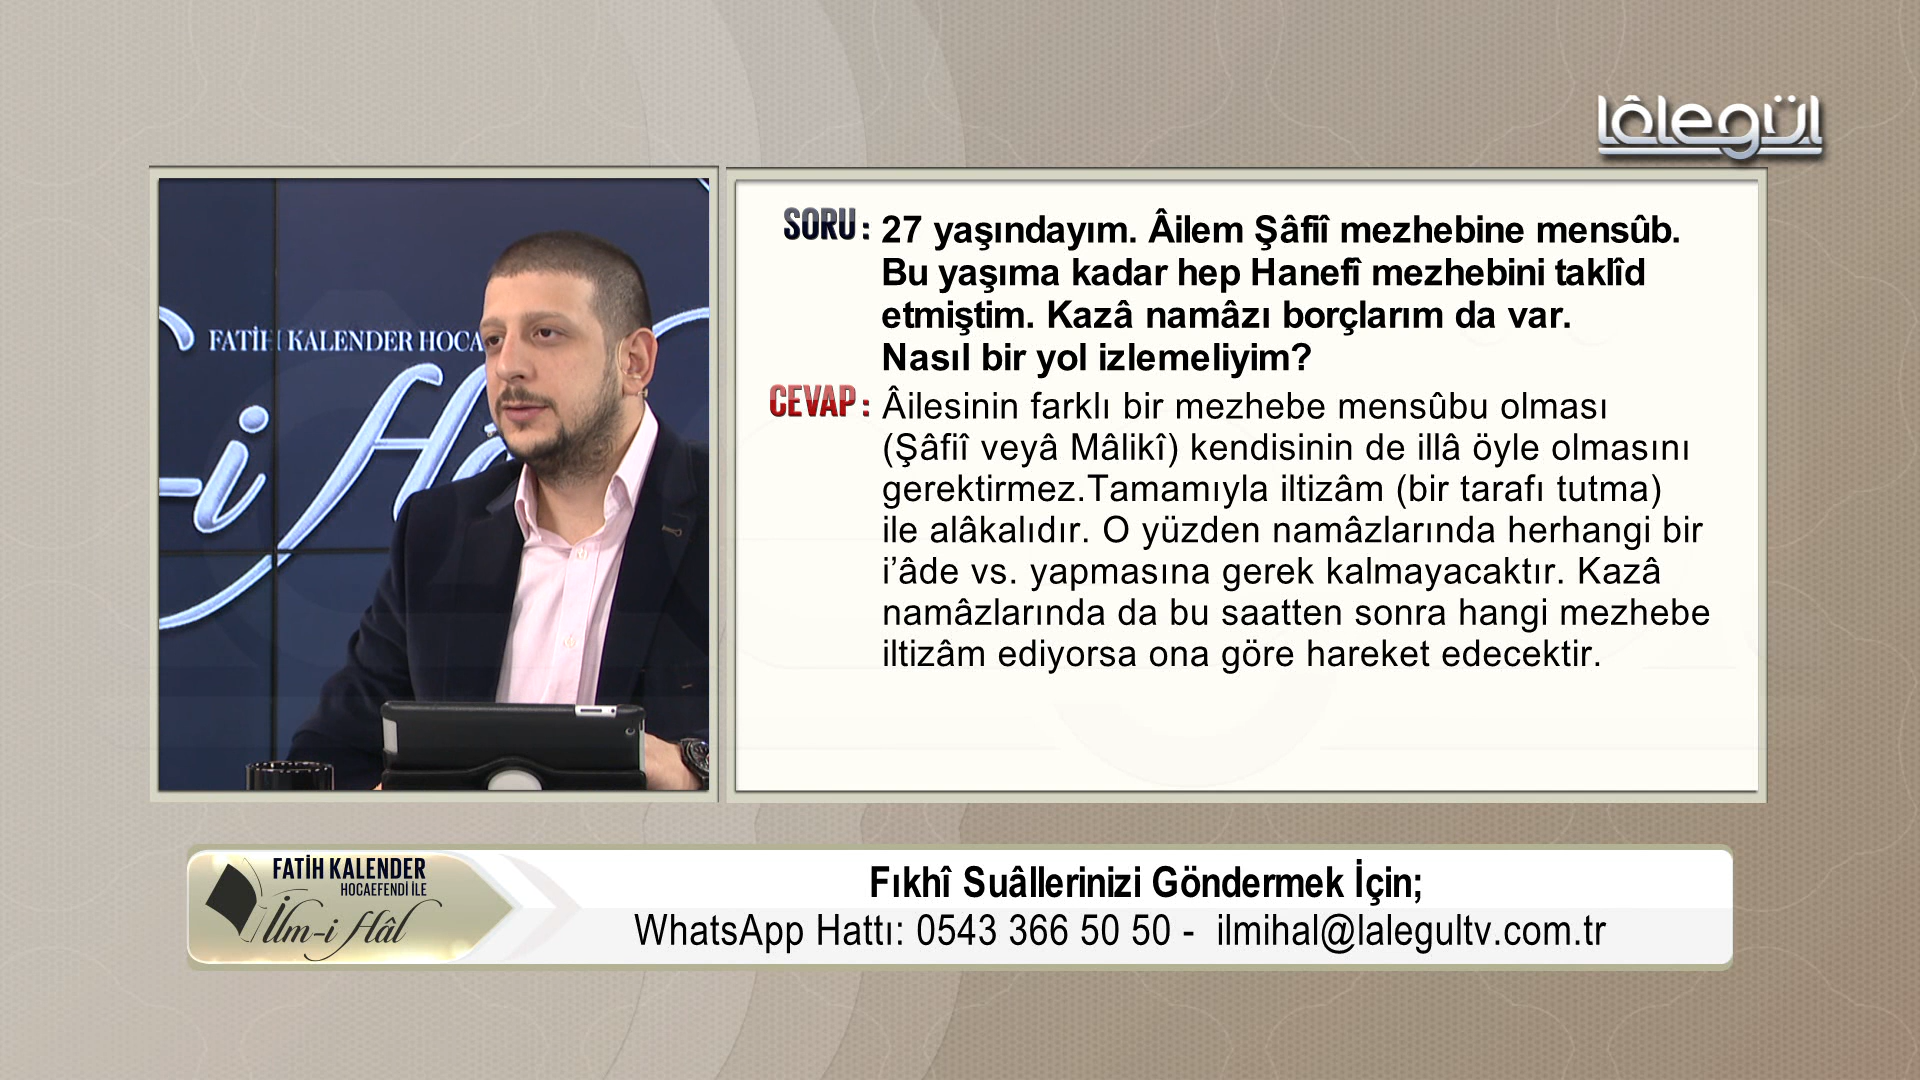 lâlegül
FATİH KALENDER HOCA
-i Hâ
SORU : 27 yaşındayım. Âilem Şâfiî mezhebine mensûb.
Bu yaşıma kadar hep Hanefî mezhebini taklîd
etmiştim. Kazâ namâzı borçlarım da var.
Nasıl bir yol izlemeliyim?
CEVAP : Âilesinin farklı bir mezhebe mensûbu olması
(Şâfiî veyâ Mâlikî) kendisinin de illâ öyle olmasını
gerektirmez.Tamamıyla iltizâm (bir tarafı tutma)
ile alâkalıdır. O yüzden namâzlarında herhangi bir
i’âde vs. yapmasına gerek kalmayacaktır. Kazâ
namâzlarında da bu saatten sonra hangi mezhebe
iltizâm ediyorsa ona göre hareket edecektir.
FATİH KALENDER
HOCAEFENDİ İLE
İlm-i Hâl
Fıkhî Suâllerinizi Göndermek İçin;
WhatsApp Hattı: 0543 366 50 50 - ilmihal@lalegultv.com.tr